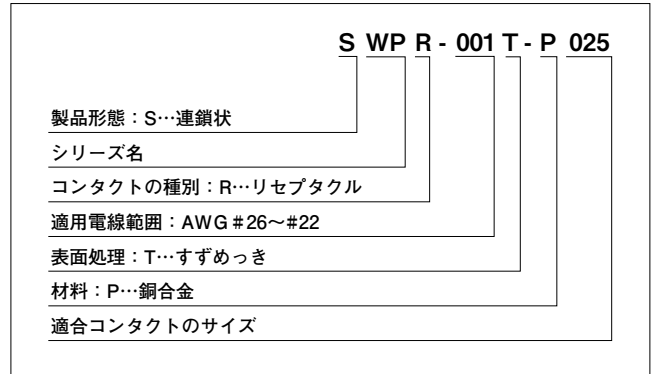 S WP R - 001 T - P 025
製品形態：S…連鎖状
シリーズ名
コンタクトの種別：R…リセプタクル
適用電線範囲：AWG #26～#22
表面処理：T…すずめっき
材料：P…銅合金
適合コンタクトのサイズ